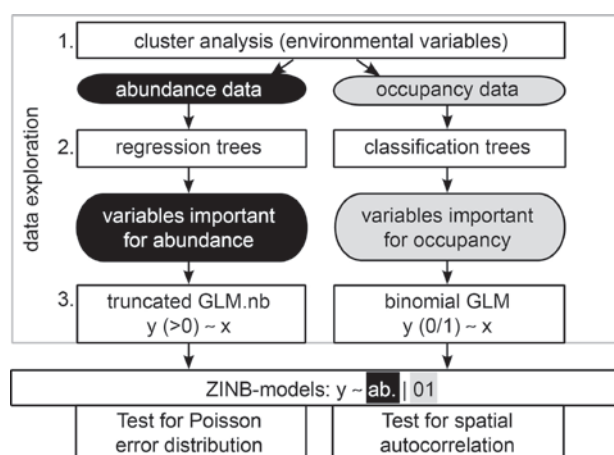 1. cluster analysis (environmental variables)
abundance data
occupancy data
2. regression trees
classification trees
variables important
for abundance
variables important
for occupancy
3. truncated GLM.nb
y (>0) ~ x
binomial GLM
y (0/1) ~ x
data exploration
ZINB-models: y ~ ab. | 01
Test for Poisson
error distribution
Test for spatial
autocorrelation